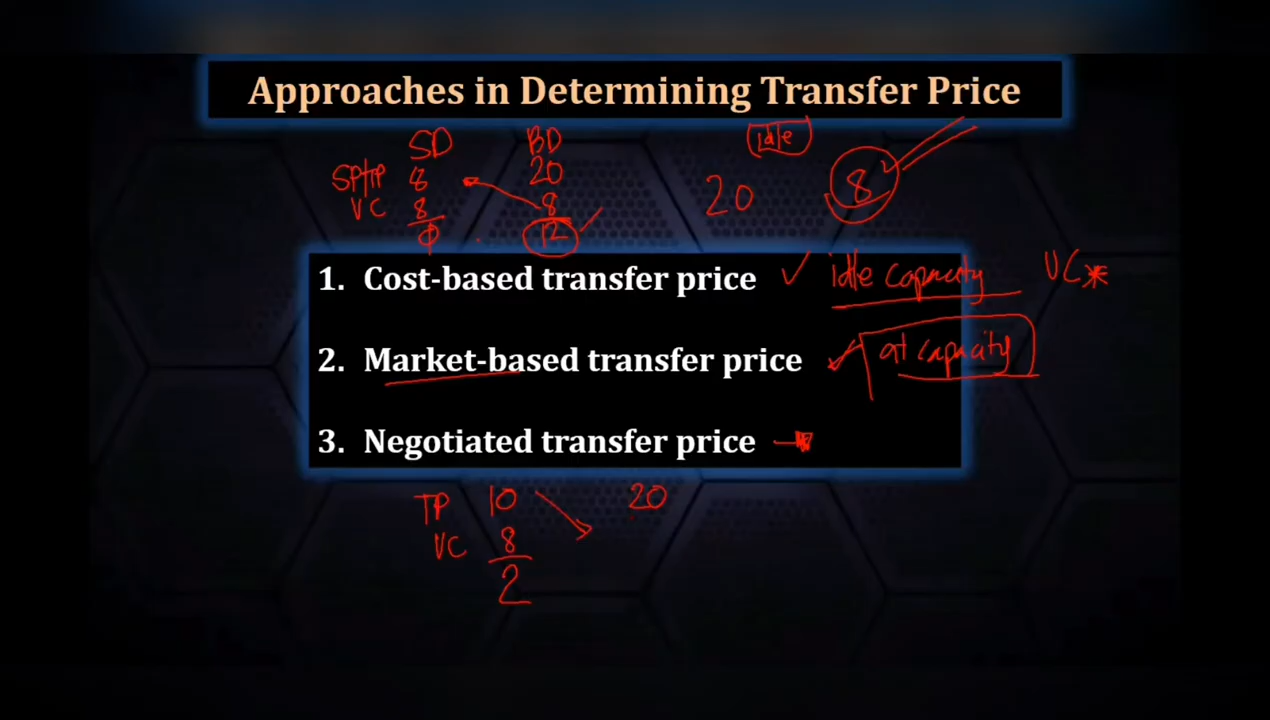 Approaches in Determining Transfer Price
SD BD idle
SP/TP 8 20 20 8
VC 8 8
φ 12
1. Cost-based transfer price ✓ idle capacity VC*
2. Market-based transfer price ✓ at capacity
3. Negotiated transfer price →
TP 10 20
VC 8
2